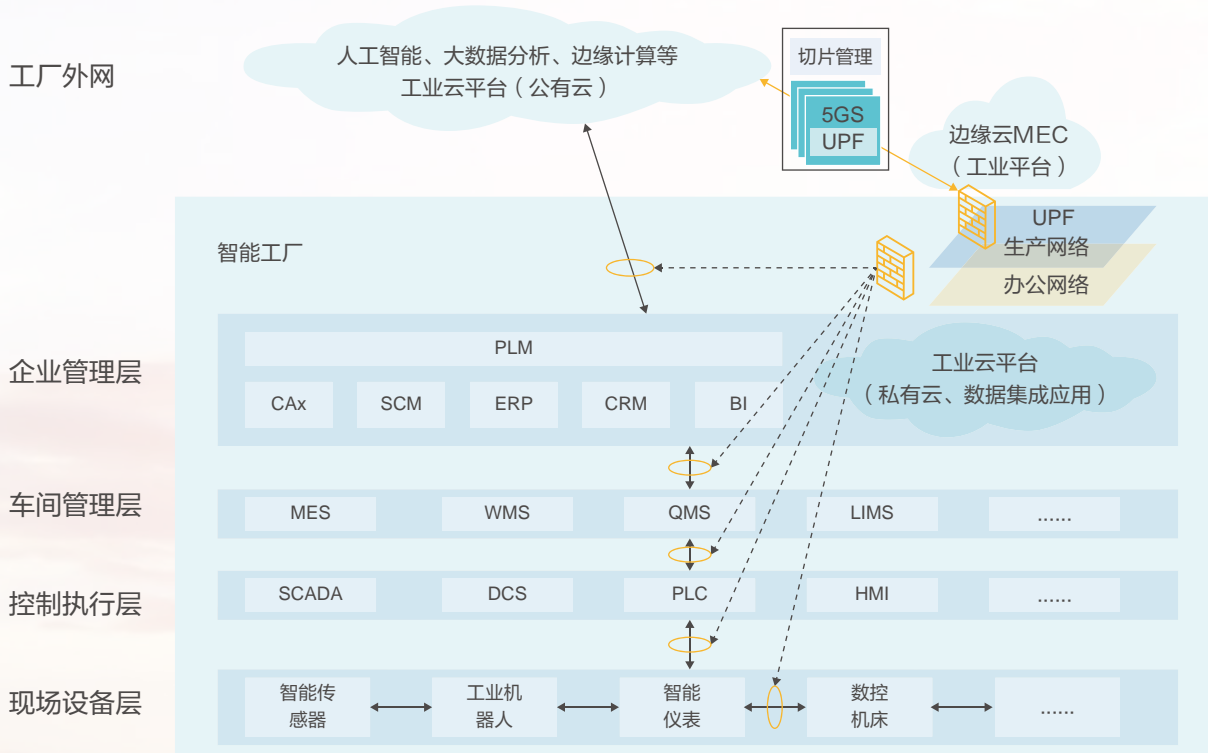 工厂外网
人工智能、大数据分析、边缘计算等
工业云平台（公有云）
切片管理
5GS
UPF
边缘云MEC
（工业平台）
智能工厂
UPF
生产网络
办公网络
企业管理层
PLM
CAx
SCM
ERP
CRM
BI
工业云平台
（私有云、数据集成应用）
车间管理层
MES
WMS
QMS
LIMS
......
控制执行层
SCADA
DCS
PLC
HMI
......
现场设备层
智能传
感器
工业机
器人
智能
仪表
数控
机床
......